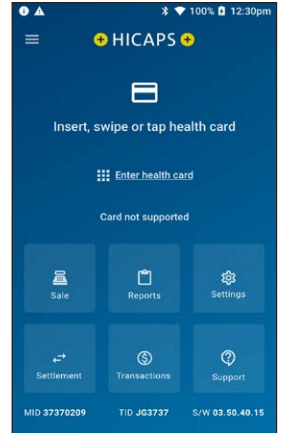 100% 12:30pm
HICAPS
Insert, swipe or tap health card
Enter health card
Card not supported
Sale Reports Settings
Settlement Transactions Support
MID 37370209 TID JG3737 S/W 03.50.40.15